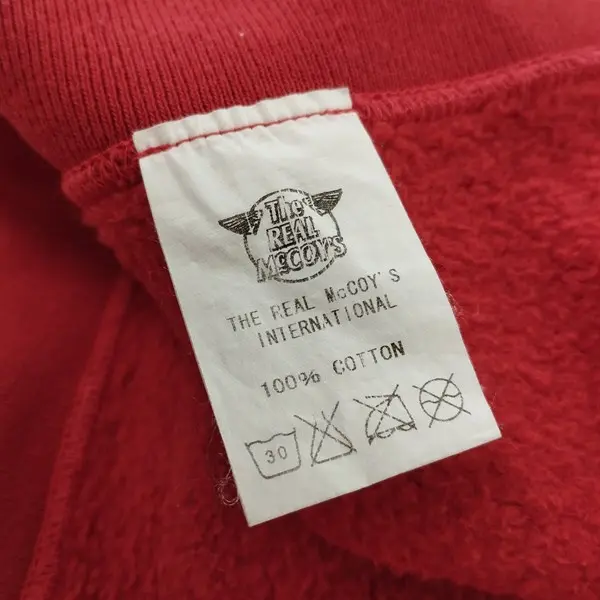 The
REAL
McCOY'S
THE REAL McCOY'S
INTERNATIONAL
100% COTTON
30